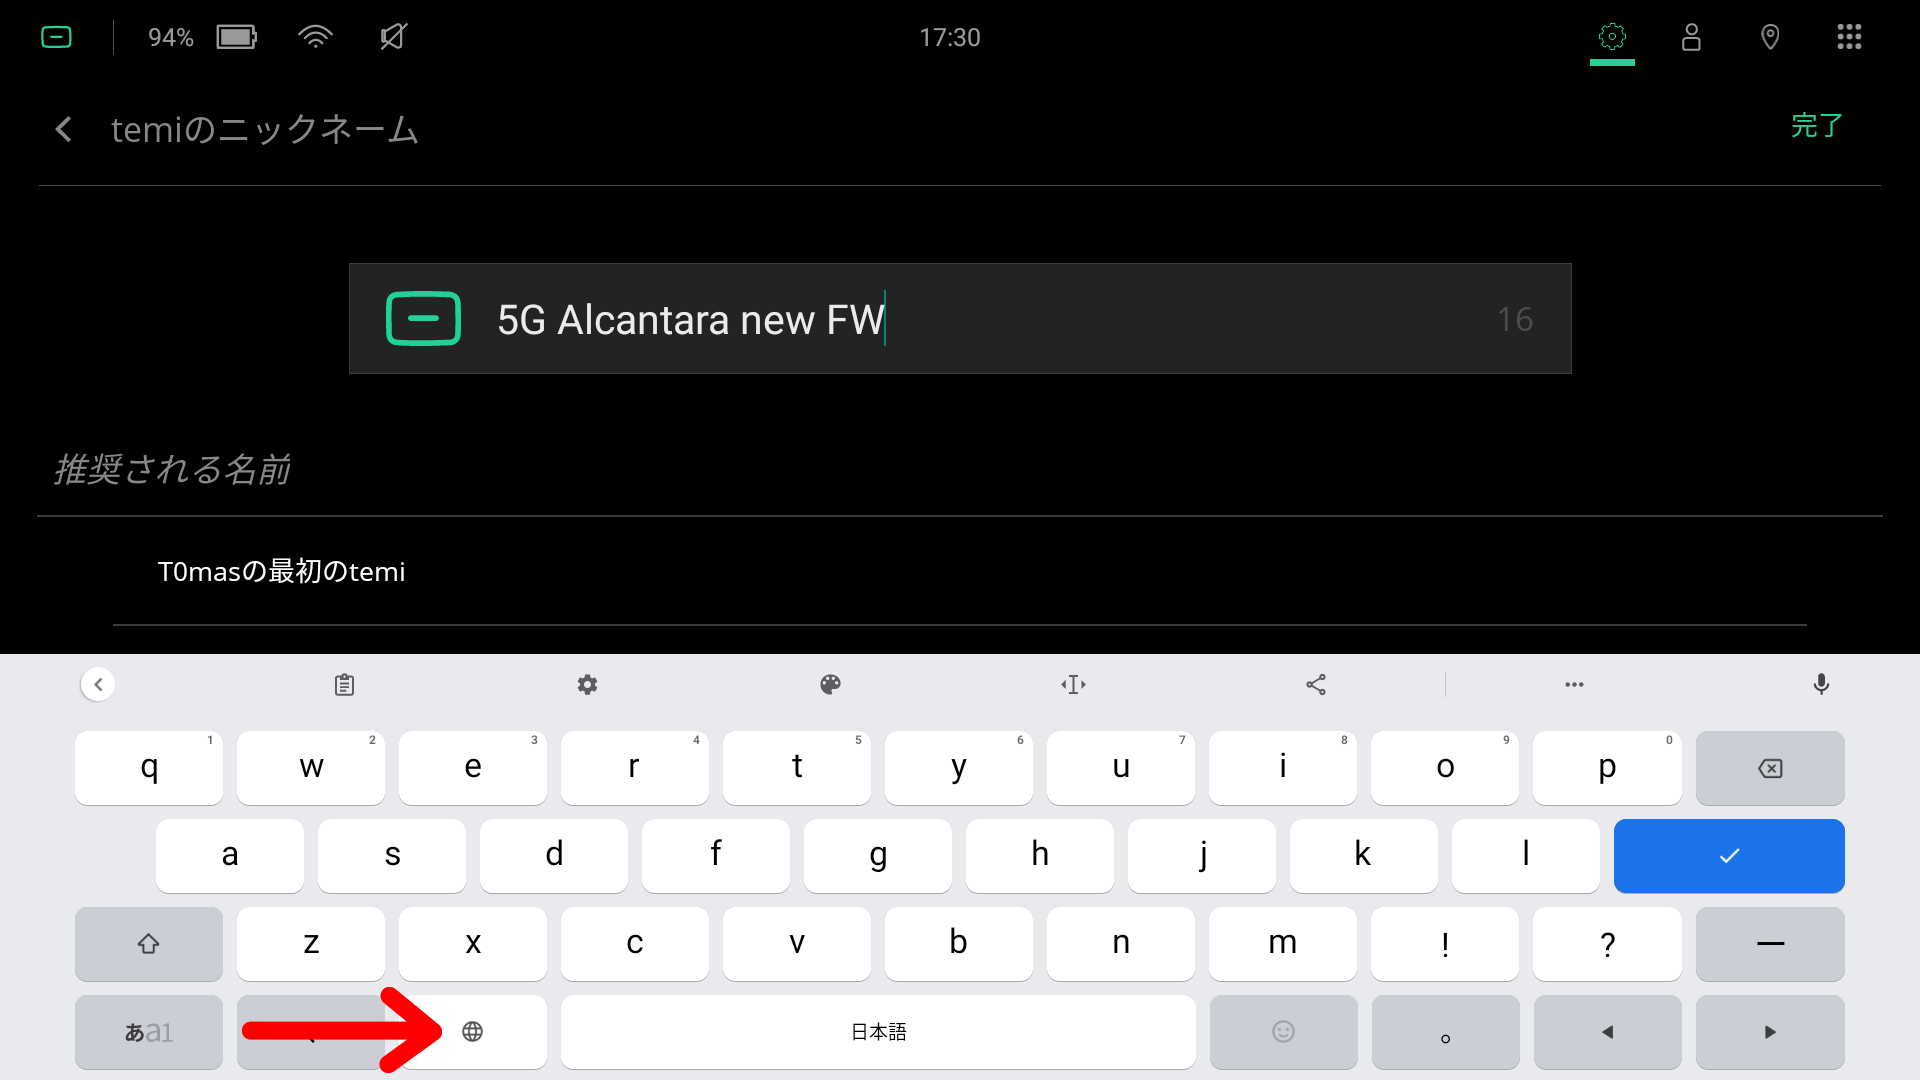 94%
17:30
temiのニックネーム
完了
5G Alcantara new FW
16
推奨される名前
T0masの最初のtemi
q 1 w 2 e 3 r 4 t 5 y 6 u 7 i 8 o 9 p 0
a s d f g h j k l
z x c v b n m ! ? ー
あa1 、 日本語 。